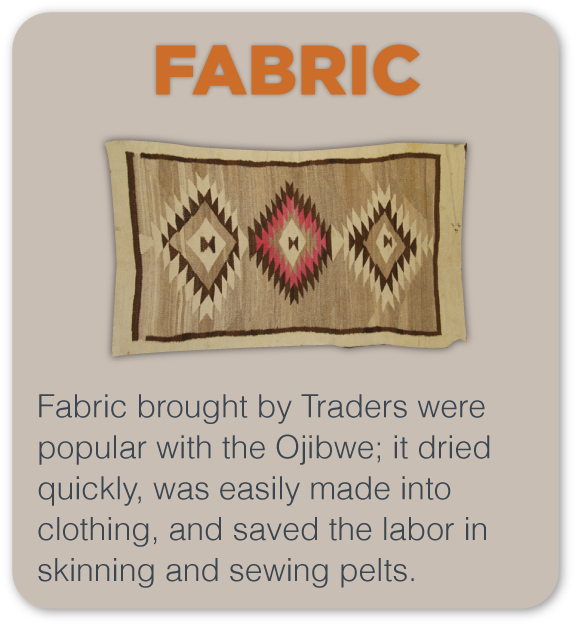 FABRIC
Fabric brought by Traders were
popular with the Ojibwe; it dried
quickly, was easily made into
clothing, and saved the labor in
skinning and sewing pelts.